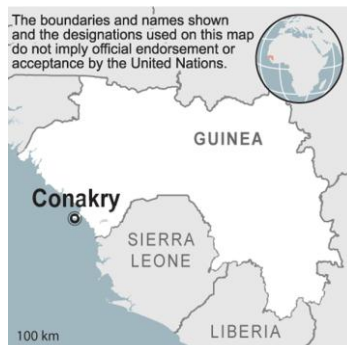 The boundaries and names shown
and the designations used on this map
do not imply official endorsement or
acceptance by the United Nations.
GUINEA
Conakry
SIERRA
LEONE
100 km
LIBERIA